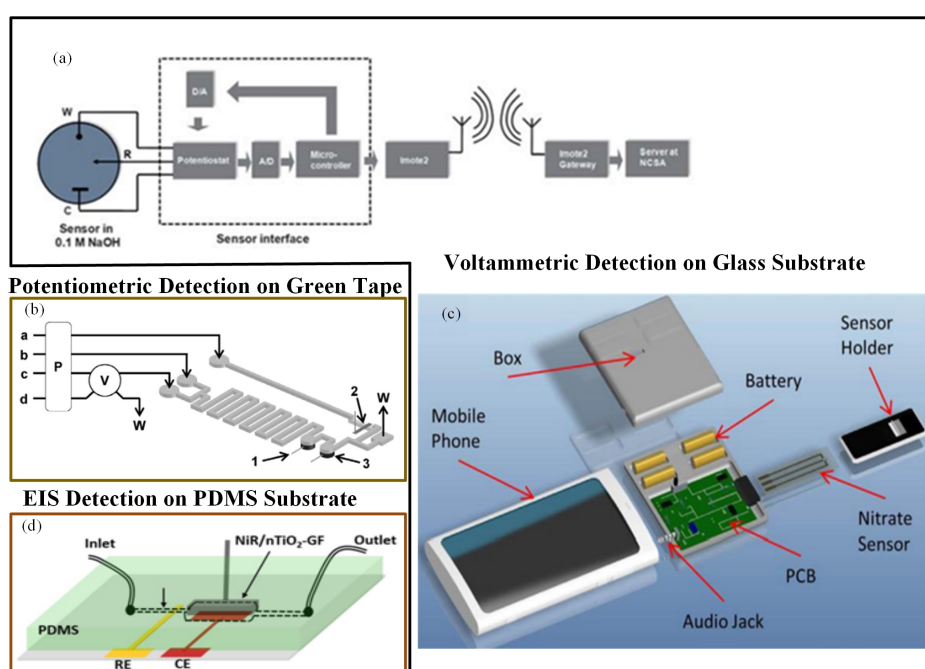 (a)
D/A
W
R
C
Potentiostat
A/D
Micro-
controller
Imote2
Imote2
Gateway
Server at
NCSA
Sensor in
0.1 M NaOH
Sensor interface
Potentiometric Detection on Green Tape
(b)
a
b
c
d
P
V
W
2
W
1
3
Voltammetric Detection on Glass Substrate
(c)
Box
Battery
Sensor
Holder
Mobile
Phone
Nitrate
Sensor
PCB
Audio Jack
EIS Detection on PDMS Substrate
(d)
Inlet
NiR/nTiO₂-GF
Outlet
PDMS
RE
CE